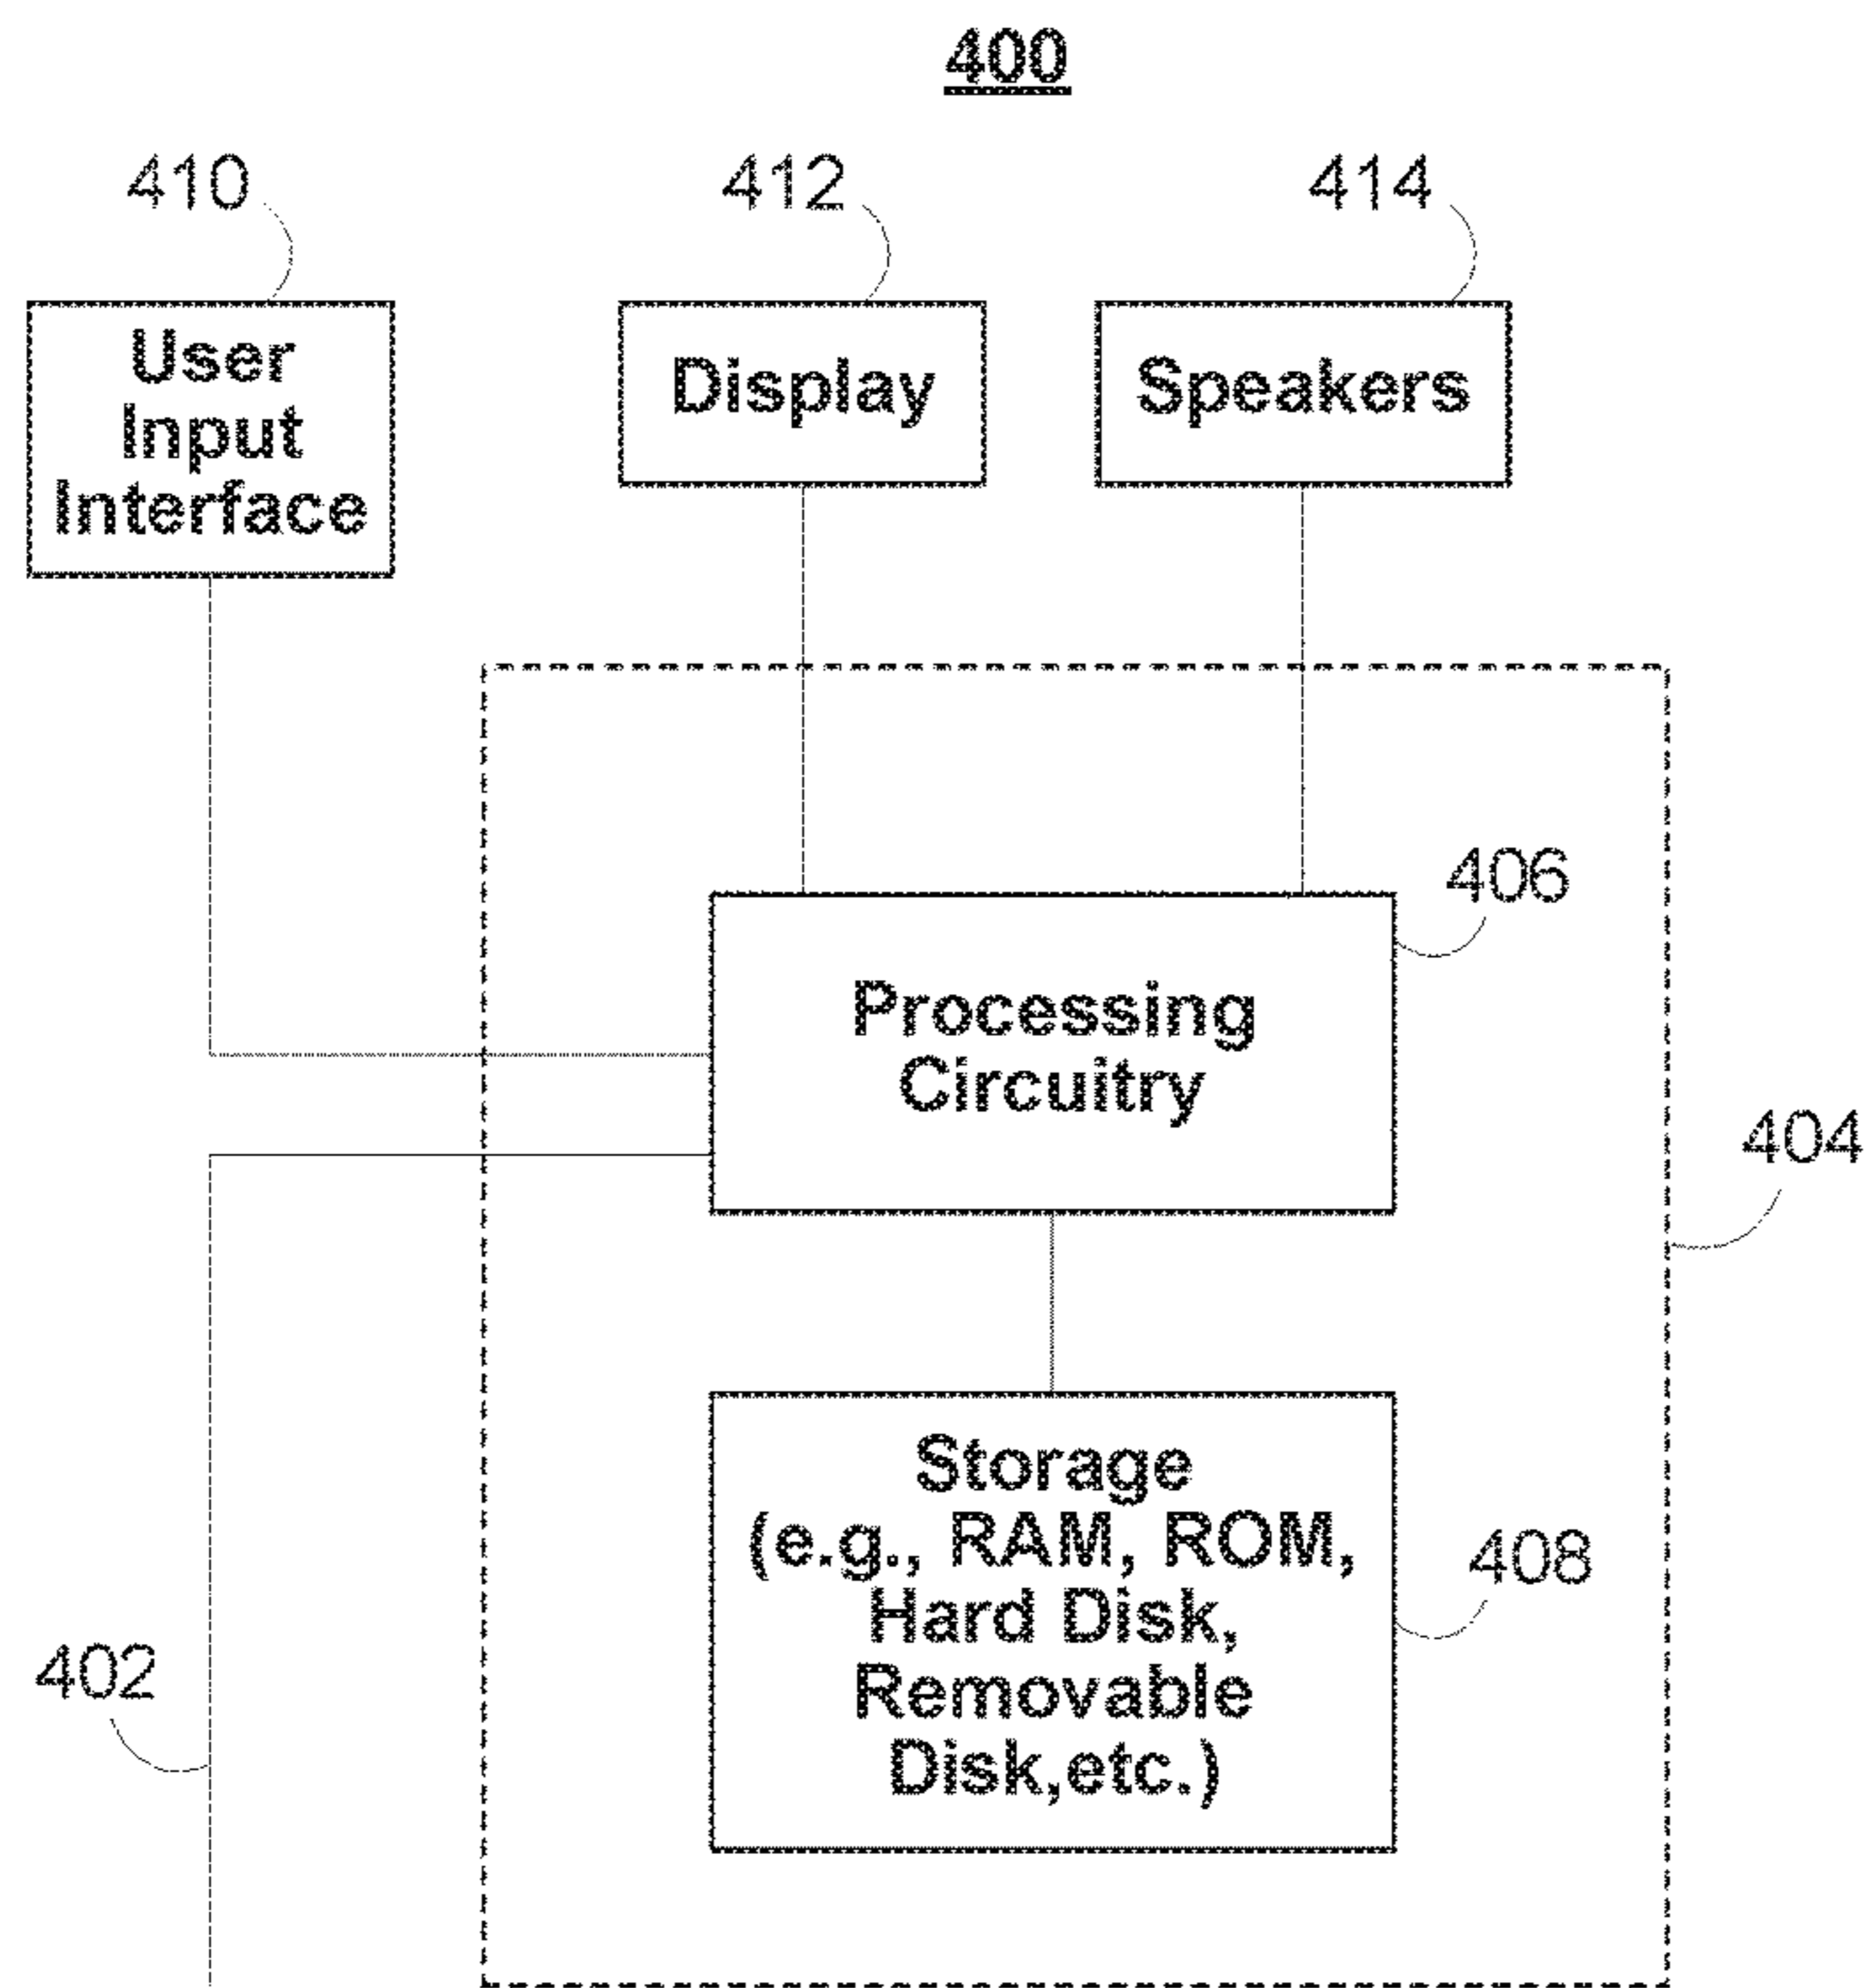 400
410
412
414
User
Input
Interface
Display
Speakers
406
Processing
Circuitry
404
Storage
(e.g., RAM, ROM,
Hard Disk,
Removable
Disk,etc.)
408
402